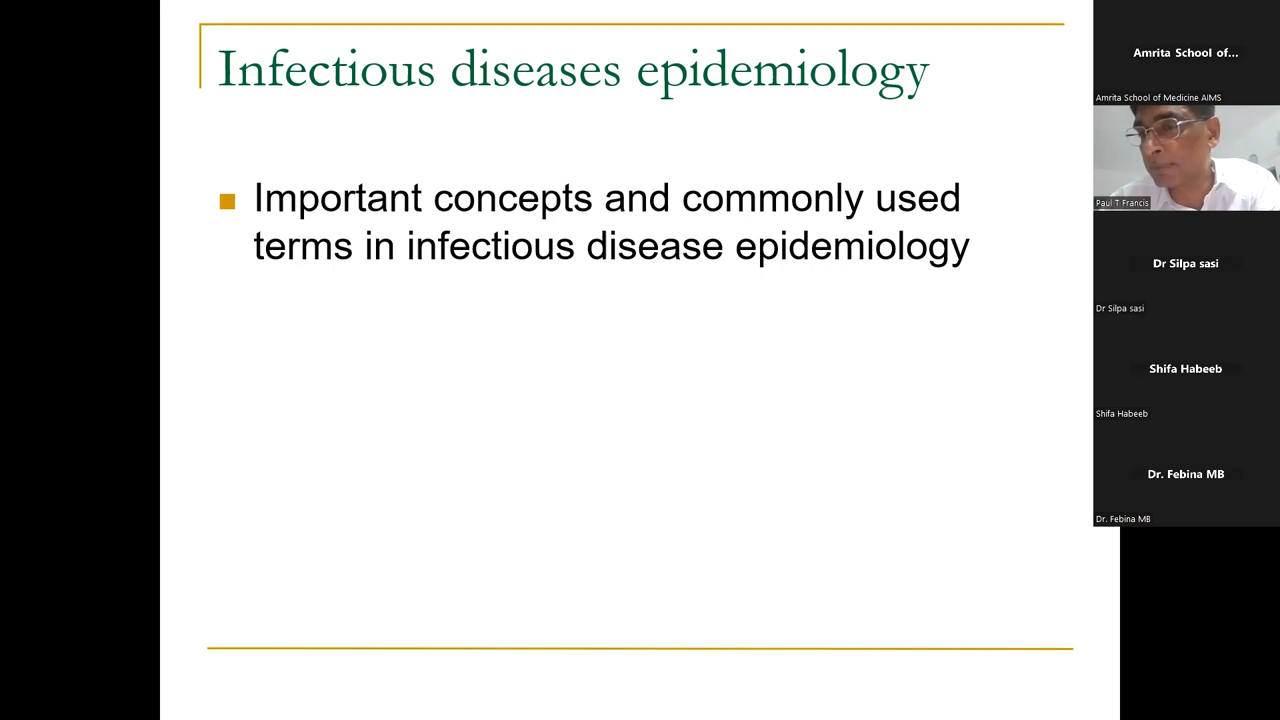 Infectious diseases epidemiology
Important concepts and commonly used
terms in infectious disease epidemiology
Amrita School of...
Amrita School of Medicine AIMS
Paul T Francis
Dr Silpa sasi
Dr Silpa sasi
Shifa Habeeb
Shifa Habeeb
Dr. Febina MB
Dr. Febina MB